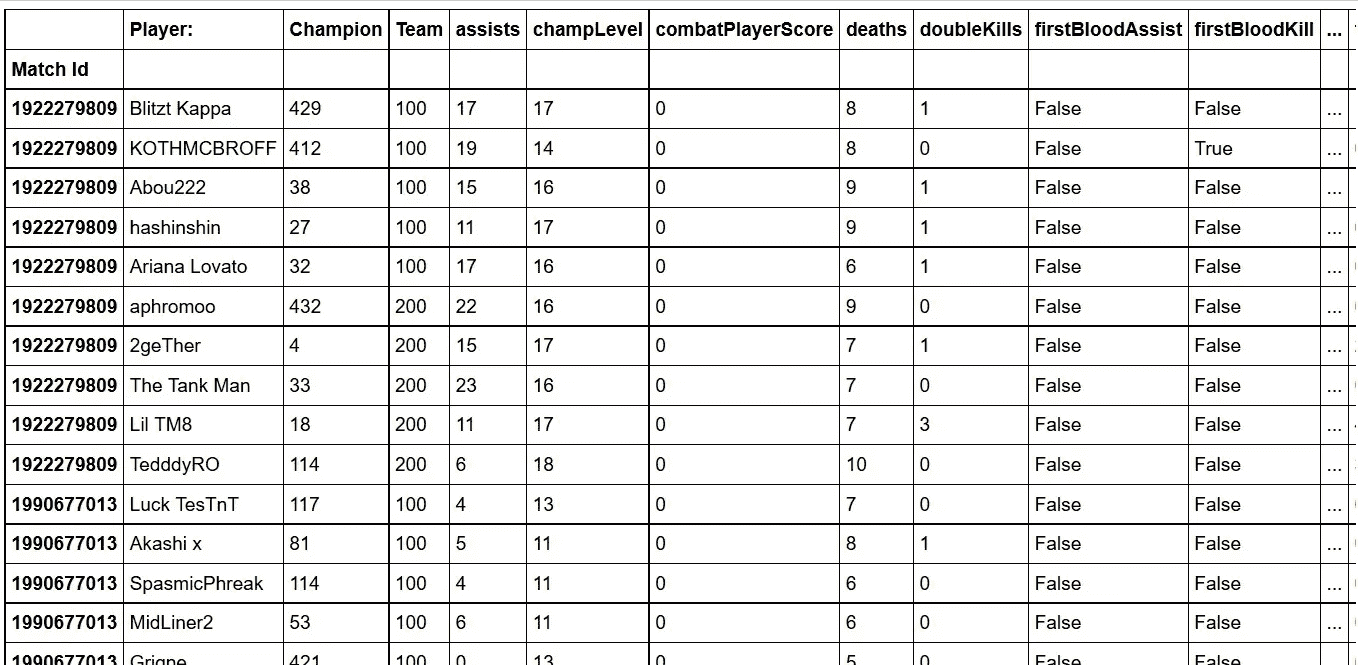 Player: Champion Team assists champLevel combatPlayerScore deaths doubleKills firstBloodAssist firstBloodKill ...
Match Id
1922279809 Blitzt Kappa 429 100 17 17 0 8 1 False False ...
1922279809 KOTHMCBROFF 412 100 19 14 0 8 0 False True ...
1922279809 Abou222 38 100 15 16 0 9 1 False False ...
1922279809 hashinshin 27 100 11 17 0 9 1 False False ...
1922279809 Ariana Lovato 32 100 17 16 0 6 1 False False ...
1922279809 aphromoo 432 200 22 16 0 9 0 False False ...
1922279809 2geTher 4 200 15 17 0 7 1 False False ...
1922279809 The Tank Man 33 200 23 16 0 7 0 False False ...
1922279809 Lil TM8 18 200 11 17 0 7 3 False False ...
1922279809 TedddyRO 114 200 6 18 0 10 0 False False ...
1990677013 Luck TesTnT 117 100 4 13 0 7 0 False False ...
1990677013 Akashi x 81 100 5 11 0 8 1 False False ...
1990677013 SpasmicPhreak 114 100 4 11 0 6 0 False False ...
1990677013 MidLiner2 53 100 6 11 0 6 0 False False ...
1990677013 421 100 0 13 0 5 0 False False